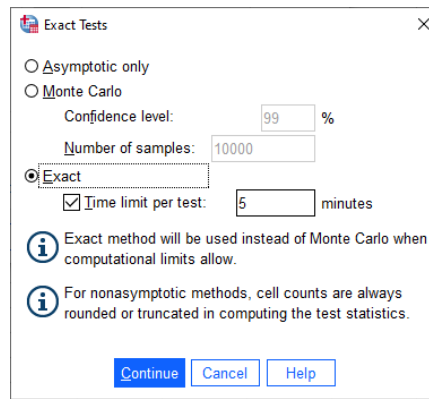 Exact Tests
Asymptotic only
Monte Carlo
Confidence level: 99 %
Number of samples: 10000
Exact
Time limit per test: 5 minutes
Exact method will be used instead of Monte Carlo when
computational limits allow.
For nonasymptotic methods, cell counts are always
rounded or truncated in computing the test statistics.
Continue Cancel Help